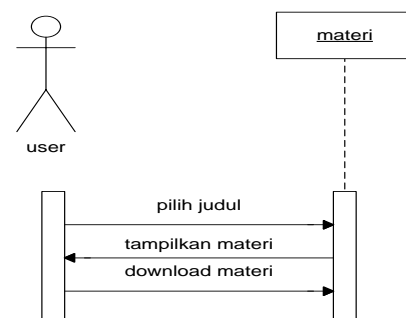 materi
user
pilih judul
tampilkan materi
download materi